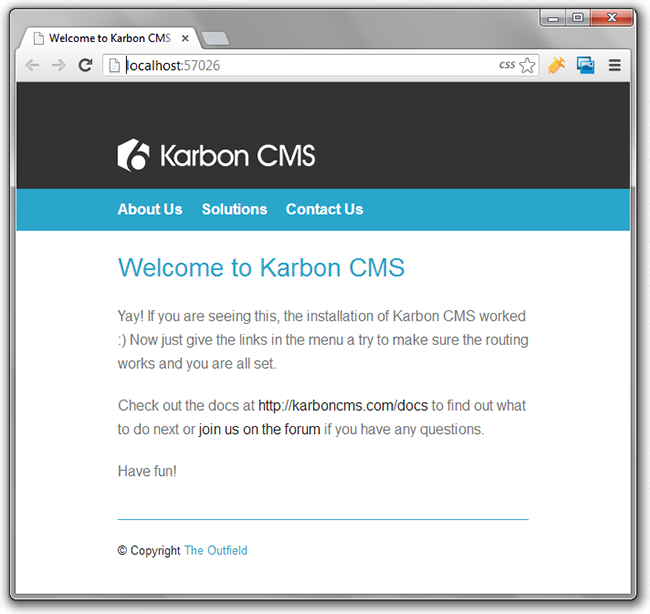 Welcome to Karbon CMS
localhost:57026
CSS
Karbon CMS
About Us Solutions Contact Us
Welcome to Karbon CMS
Yay! If you are seeing this, the installation of Karbon CMS worked
:) Now just give the links in the menu a try to make sure the routing
works and you are all set.
Check out the docs at http://karboncms.com/docs to find out what
to do next or join us on the forum if you have any questions.
Have fun!
© Copyright The Outfield